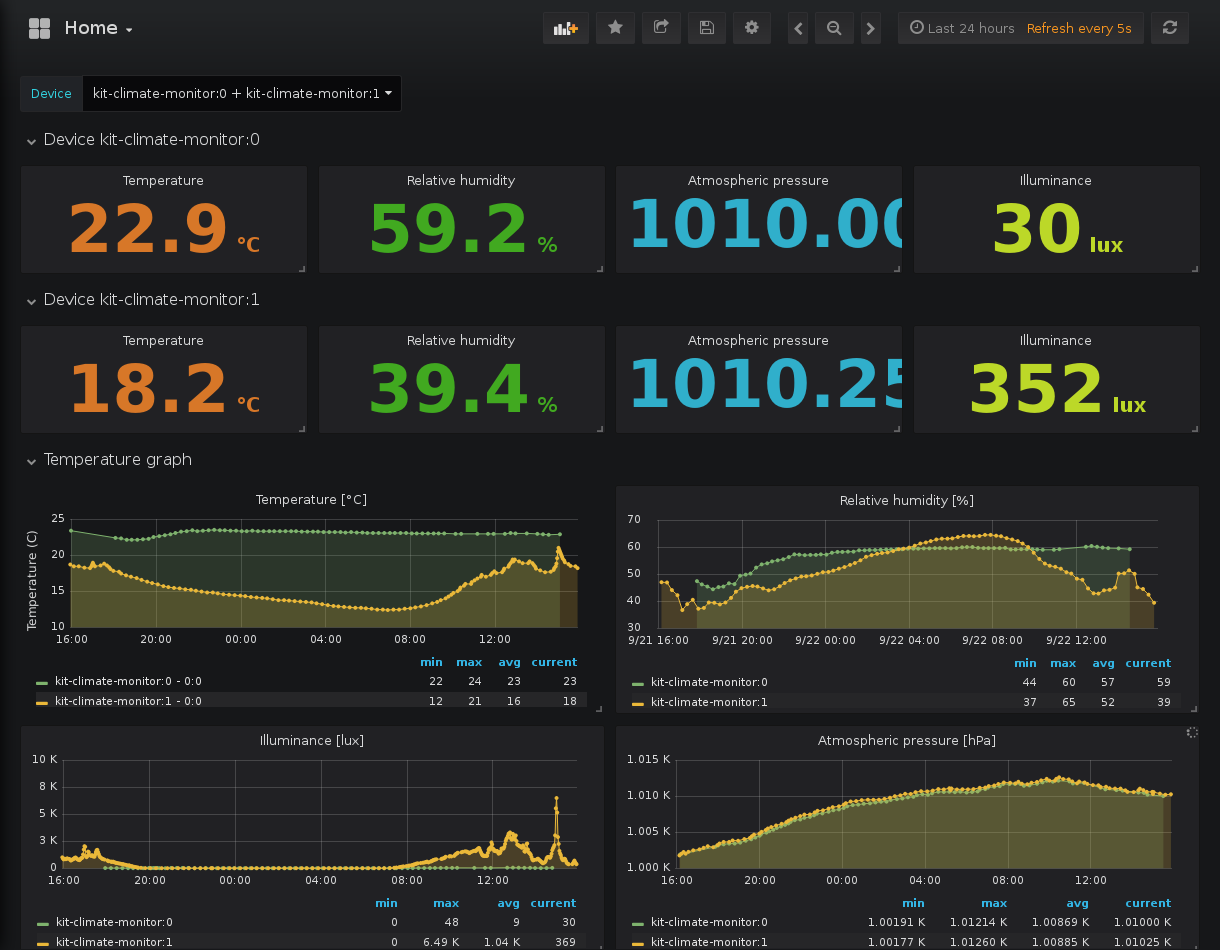 Home
Last 24 hours Refresh every 5s
Device kit-climate-monitor:0 + kit-climate-monitor:1
Device kit-climate-monitor:0
Temperature Relative humidity Atmospheric pressure Illuminance
22.9 °C 59.2 % 1010.00 30 lux
Device kit-climate-monitor:1
Temperature Relative humidity Atmospheric pressure Illuminance
18.2 °C 39.4 % 1010.25 352 lux
Temperature graph
Temperature [°C]
Temperature (C)
25
20
15
10
16:00 20:00 00:00 04:00 08:00 12:00
min max avg current
kit-climate-monitor:0 - 0:0 22 24 23 23
kit-climate-monitor:1 - 0:0 12 21 16 18
Relative humidity [%]
70
60
50
40
30
9/21 16:00 9/21 20:00 9/22 00:00 9/22 04:00 9/22 08:00 9/22 12:00
min max avg current
kit-climate-monitor:0 44 60 57 59
kit-climate-monitor:1 37 65 52 39
Illuminance [lux]
10 K
8 K
5 K
3 K
0
16:00 20:00 00:00 04:00 08:00 12:00
min max avg current
kit-climate-monitor:0 0 48 9 30
kit-climate-monitor:1 0 6.49 K 1.04 K 369
Atmospheric pressure [hPa]
1.015 K
1.010 K
1.005 K
1.000 K
16:00 20:00 00:00 04:00 08:00 12:00
min max avg current
kit-climate-monitor:0 1.00191 K 1.01214 K 1.00869 K 1.01000 K
kit-climate-monitor:1 1.00177 K 1.01260 K 1.00885 K 1.01025 K